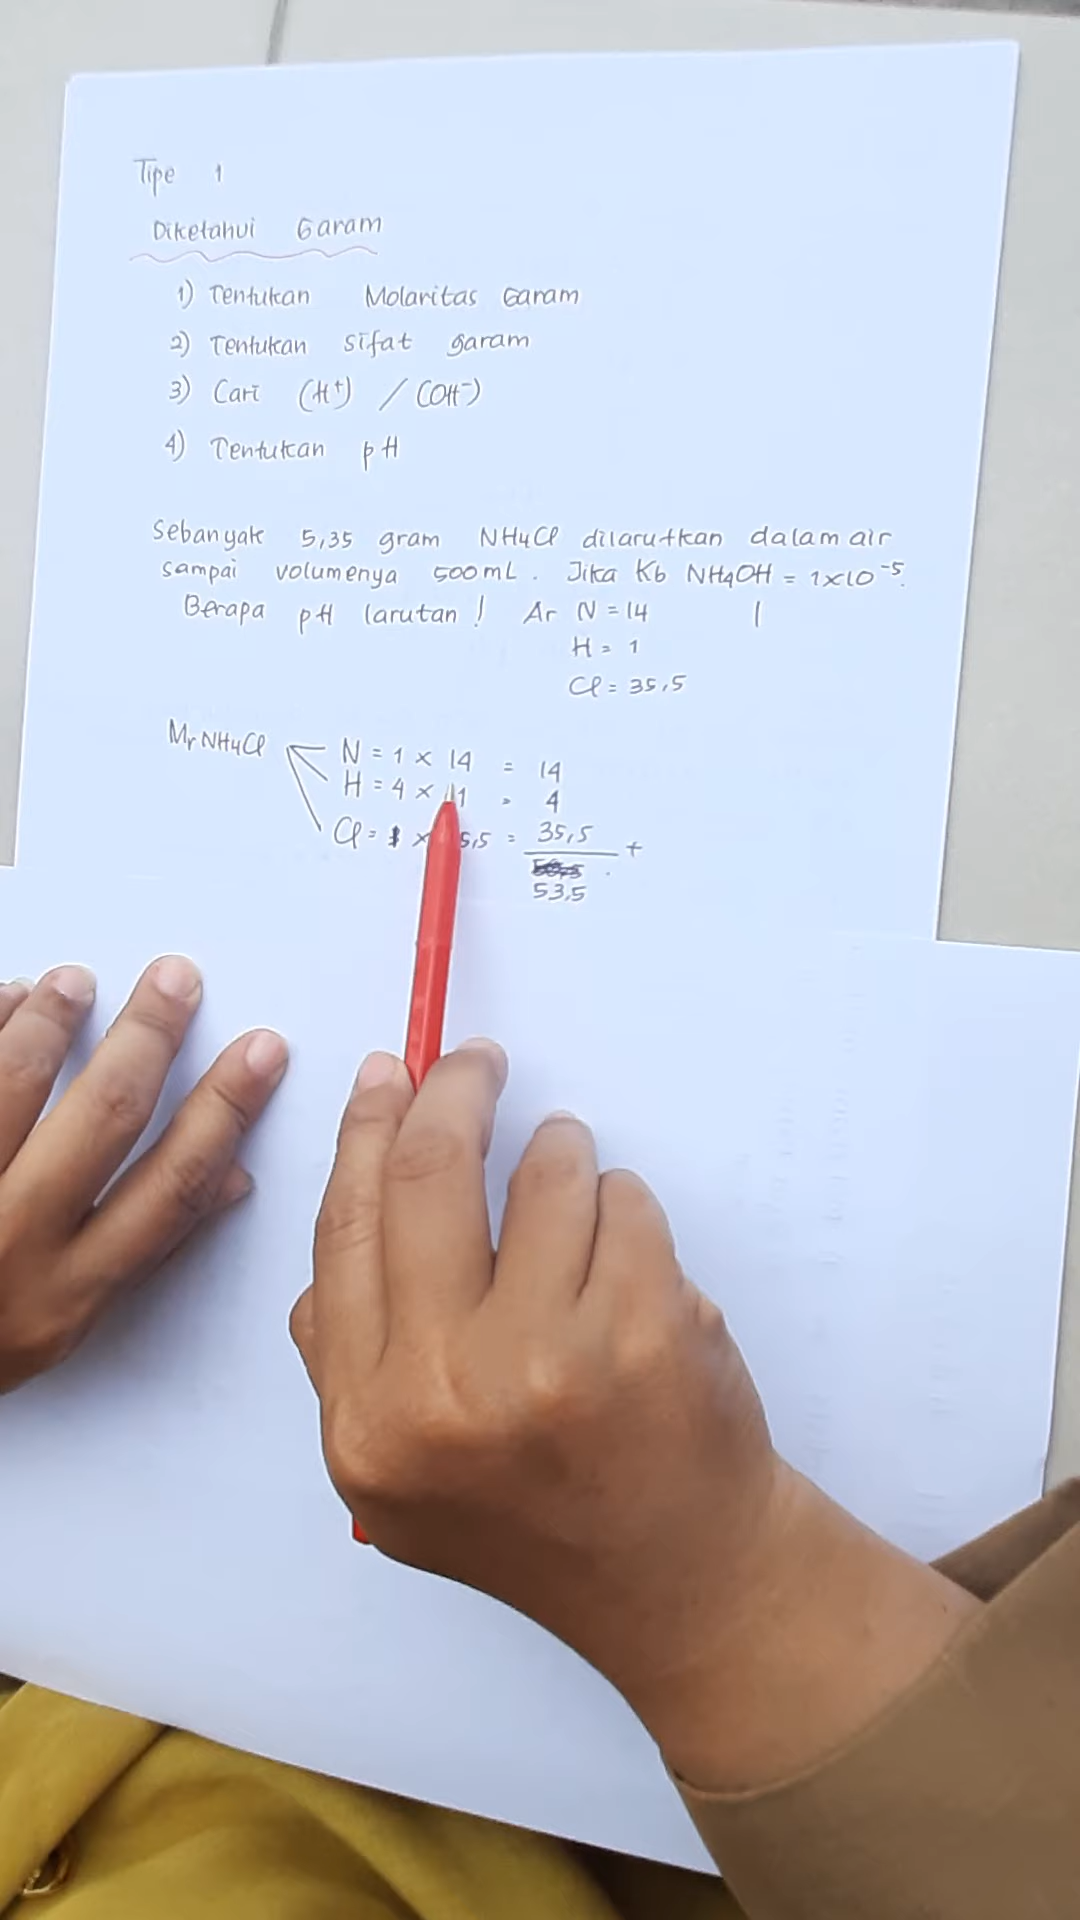 Tipe 1
Diketahui Garam
1) Tentukan Molaritas Garam
2) Tentukan sifat garam
3) Cari (H⁺) / (OH⁻)
4) Tentukan pH
Sebanyak 5,35 gram NH4Cl dilarutkan dalam air
sampai volumenya 500 mL. Jika Kb NH4OH = 1x10⁻⁵.
Berapa pH larutan! Ar N = 14
H = 1
Cl = 35,5
Mr NH4Cl
N = 1 x 14 = 14
H = 4 x 1 = 4
Cl = 1 x 5,5 = 35,5 +
53,5